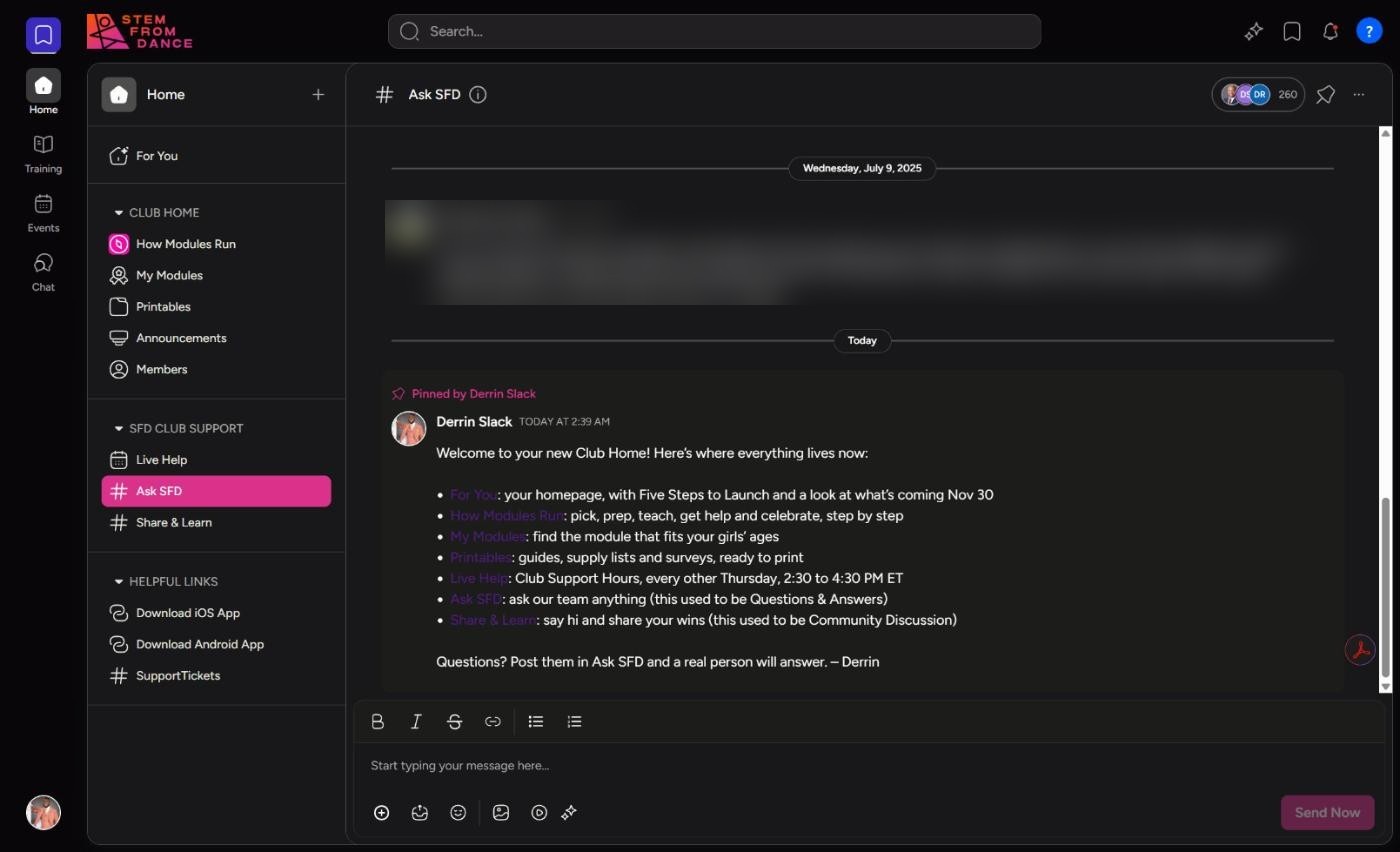 STEM
FROM
DANCE
Search...
?
Home
Training
Events
Chat
Home
For You
CLUB HOME
How Modules Run
My Modules
Printables
Announcements
Members
SFD CLUB SUPPORT
Live Help
Ask SFD
Share & Learn
HELPFUL LINKS
Download iOS App
Download Android App
SupportTickets
Ask SFD
DS DR 260
Wednesday, July 9, 2025
Today
Pinned by Derrin Slack
Derrin Slack TODAY AT 2:39 AM
Welcome to your new Club Home! Here’s where everything lives now:
• For You: your homepage, with Five Steps to Launch and a look at what’s coming Nov 30
• How Modules Run: pick, prep, teach, get help and celebrate, step by step
• My Modules: find the module that fits your girls’ ages
• Printables: guides, supply lists and surveys, ready to print
• Live Help: Club Support Hours, every other Thursday, 2:30 to 4:30 PM ET
• Ask SFD: ask our team anything (this used to be Questions & Answers)
• Share & Learn: say hi and share your wins (this used to be Community Discussion)
Questions? Post them in Ask SFD and a real person will answer. – Derrin
Start typing your message here...
Send Now